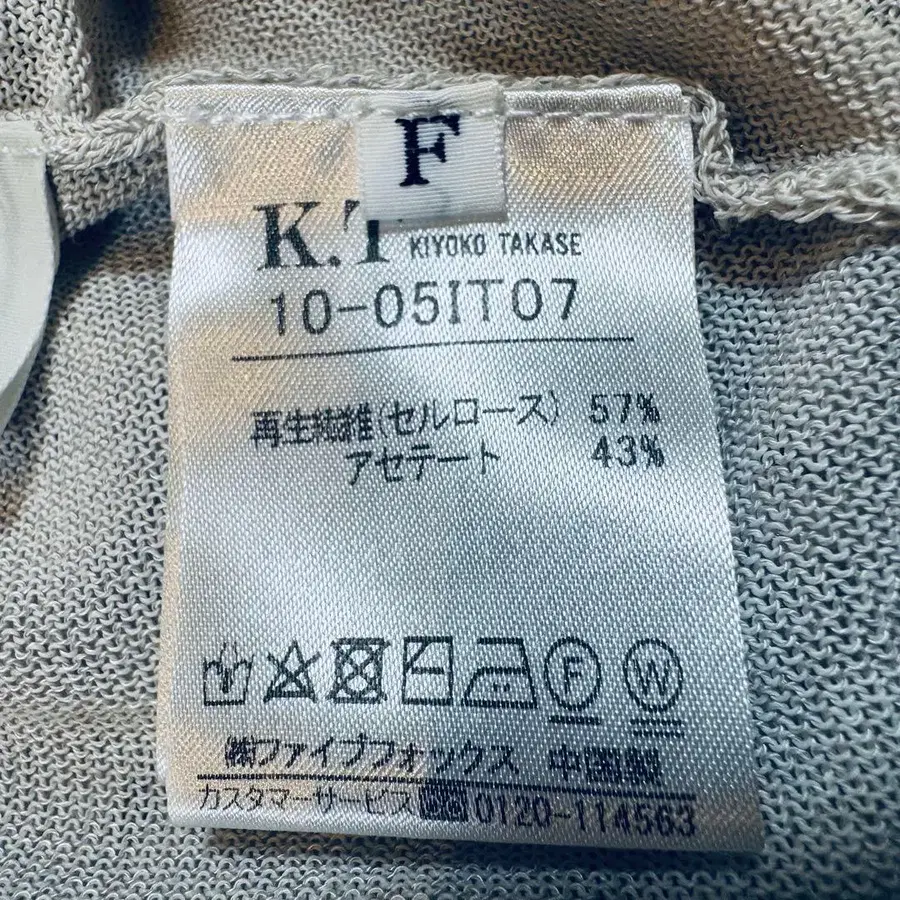 F
K.T KIYOKO TAKASE
10-05IT07
再生繊維(セルロース) 57%
アセテート 43%
F W
㈱ファイブフォックス 中国製
カスタマーサービス 0120-114563